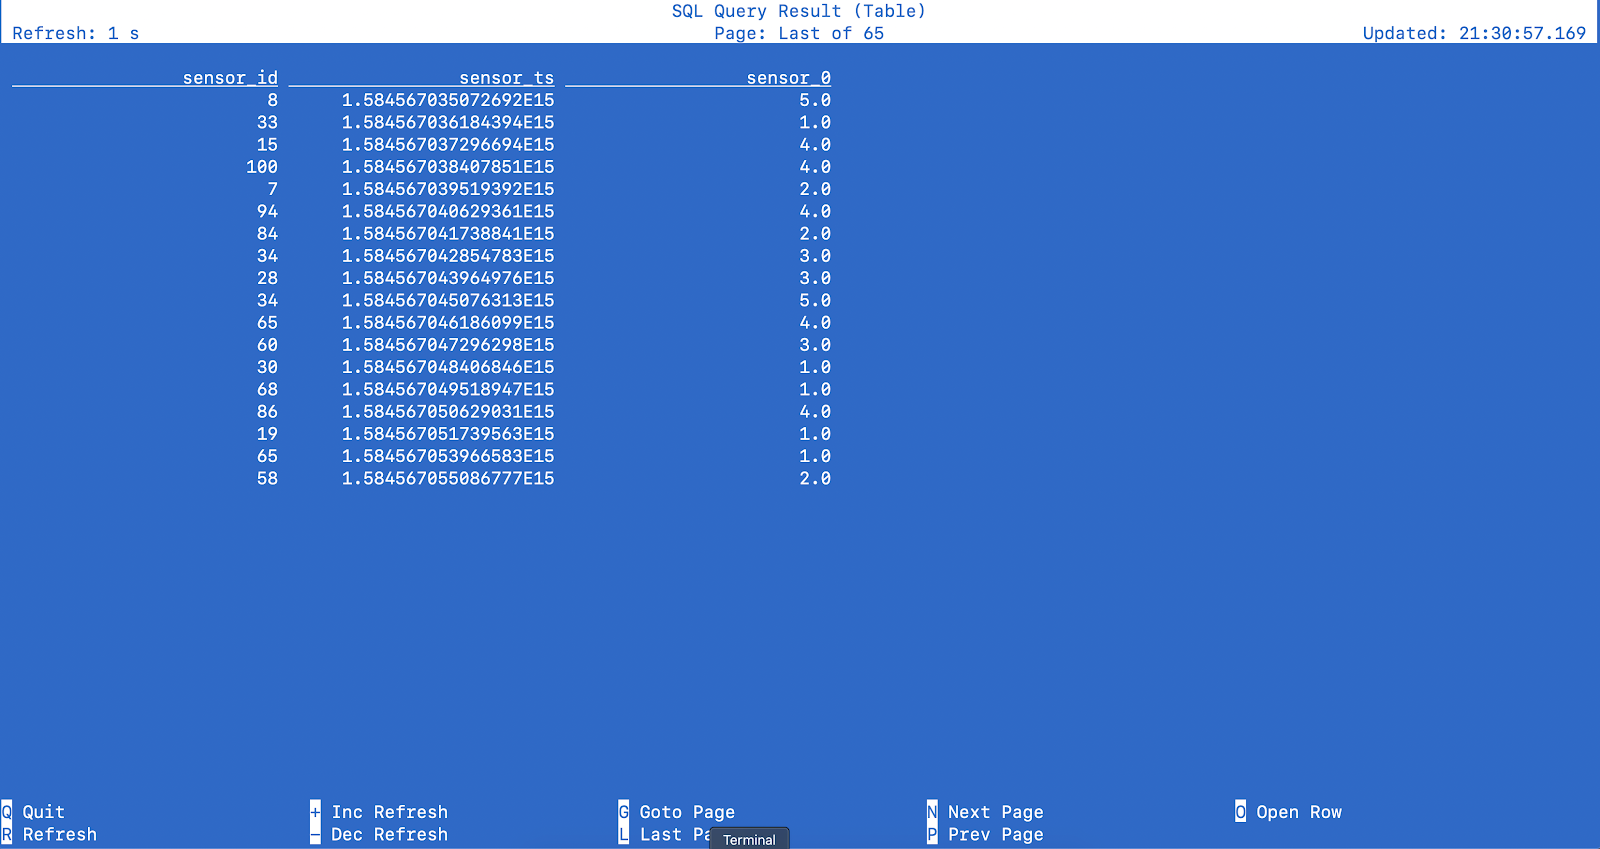 SQL Query Result (Table)
Refresh: 1 s Page: Last of 65 Updated: 21:30:57.169
sensor_id sensor_ts sensor_0
8 1.584567035072692E15 5.0
33 1.584567036184394E15 1.0
15 1.584567037296694E15 4.0
100 1.584567038407851E15 4.0
7 1.584567039519392E15 2.0
94 1.584567040629361E15 4.0
84 1.584567041738841E15 2.0
34 1.584567042854783E15 3.0
28 1.584567043964976E15 3.0
34 1.584567045076313E15 5.0
65 1.584567046186099E15 4.0
60 1.584567047296298E15 3.0
30 1.584567048406846E15 1.0
68 1.584567049518947E15 1.0
86 1.584567050629031E15 4.0
19 1.584567051739563E15 1.0
65 1.584567053966583E15 1.0
58 1.584567055086777E15 2.0
Q Quit + Inc Refresh G Goto Page N Next Page O Open Row
R Refresh - Dec Refresh L Last P Prev Page
Terminal